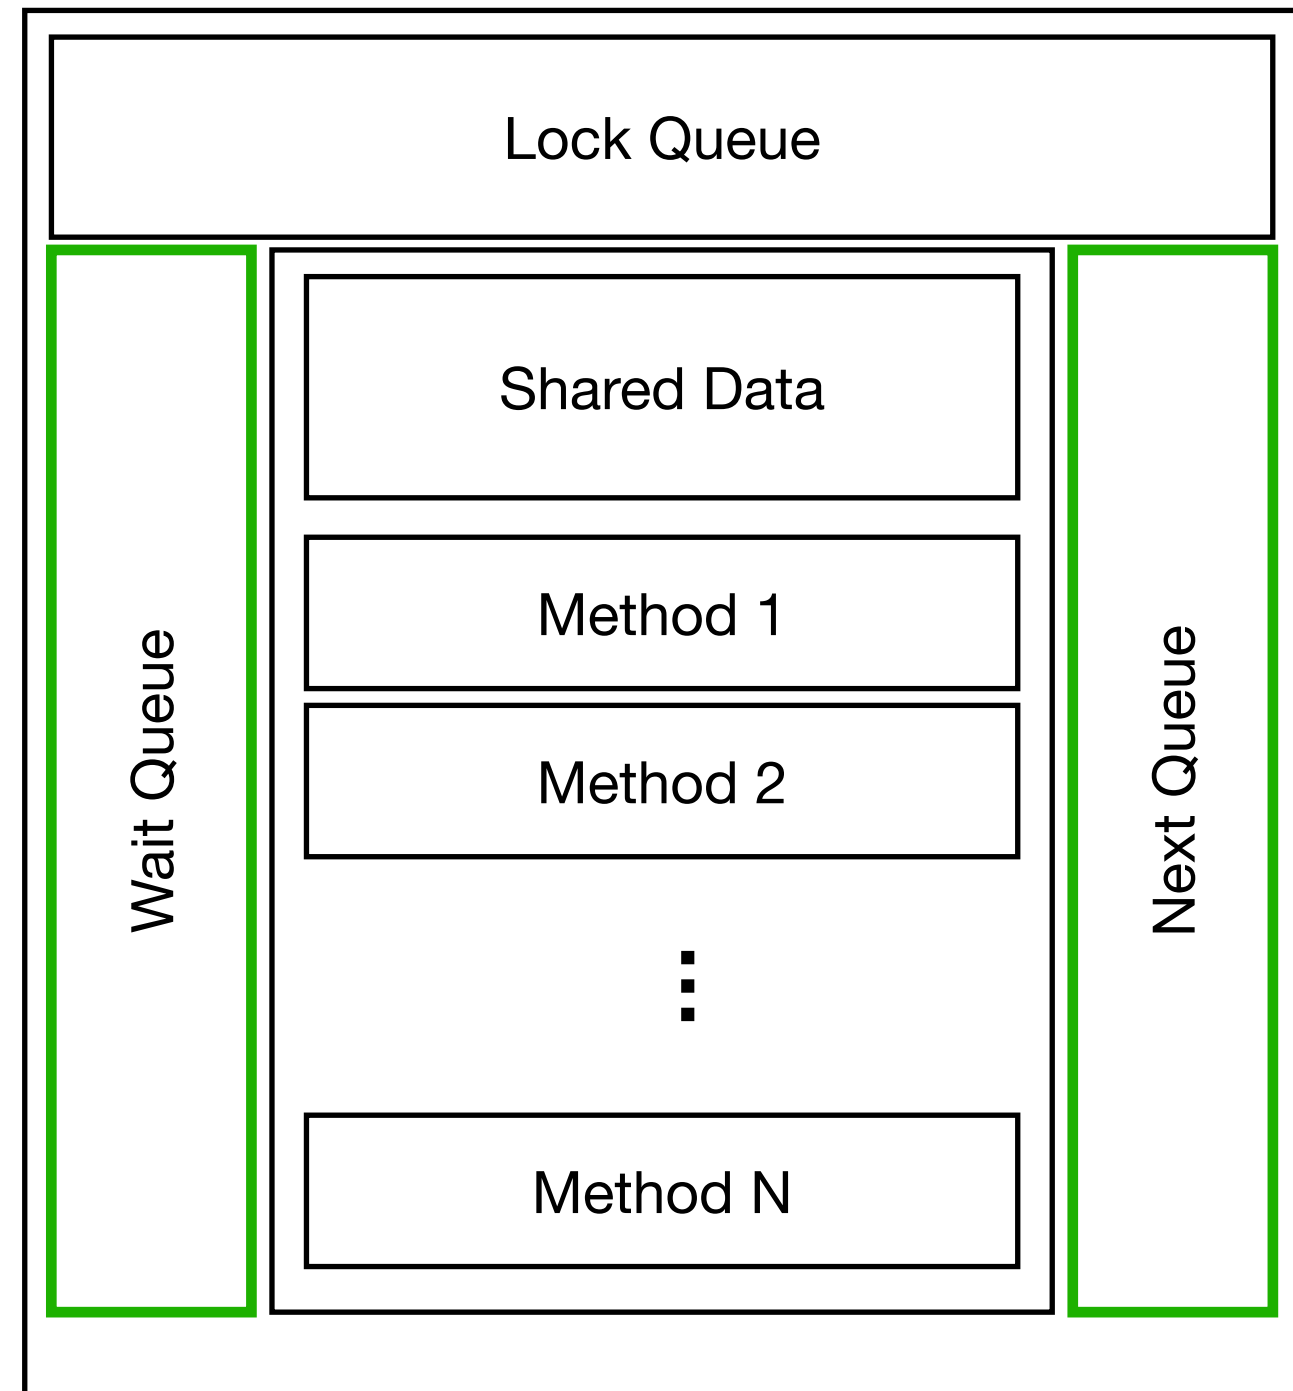 Lock Queue
Wait Queue
Shared Data
Method 1
Method 2
Method N
Next Queue